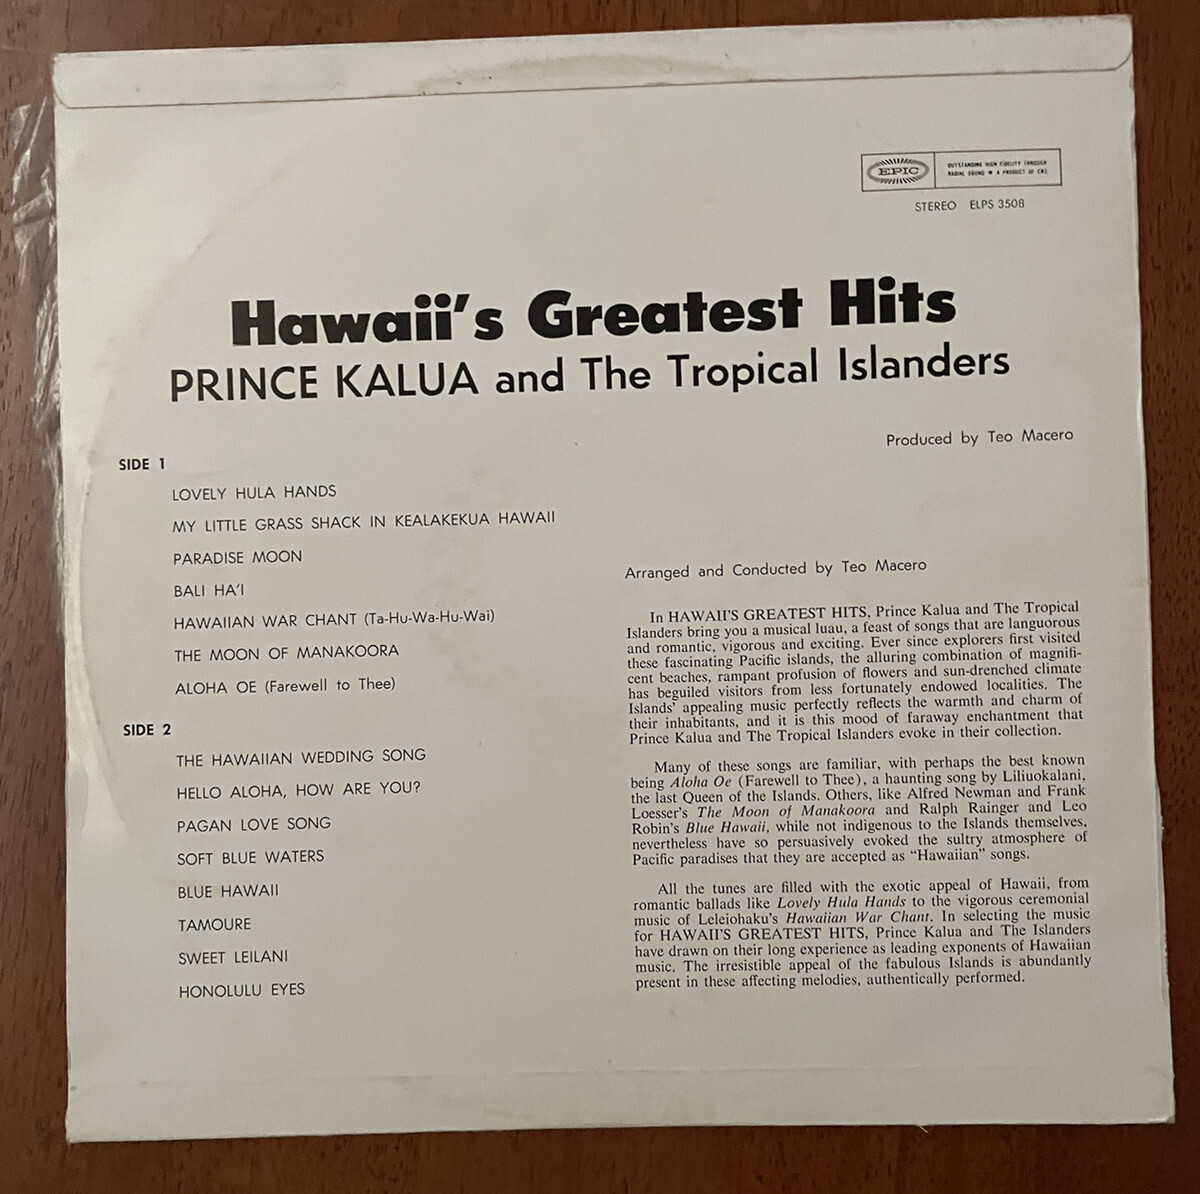 EPIC
OUTSTANDING HIGH FIDELITY THROUGH
RADIAL SOUND • A PRODUCT OF CBS
STEREO ELPS 3508
Hawaii's Greatest Hits
PRINCE KALUA and The Tropical Islanders
Produced by Teo Macero
SIDE 1
LOVELY HULA HANDS
MY LITTLE GRASS SHACK IN KEALAKEKUA HAWAII
PARADISE MOON
BALI HA'I
HAWAIIAN WAR CHANT (Ta-Hu-Wa-Hu-Wai)
THE MOON OF MANAKOORA
ALOHA OE (Farewell to Thee)
SIDE 2
THE HAWAIIAN WEDDING SONG
HELLO ALOHA, HOW ARE YOU?
PAGAN LOVE SONG
SOFT BLUE WATERS
BLUE HAWAII
TAMOURE
SWEET LEILANI
HONOLULU EYES
Arranged and Conducted by Teo Macero
In HAWAII'S GREATEST HITS, Prince Kalua and The Tropical
Islanders bring you a musical luau, a feast of songs that are languorous
and romantic, vigorous and exciting. Ever since explorers first visited
these fascinating Pacific islands, the alluring combination of magnifi-
cent beaches, rampant profusion of flowers and sun-drenched climate
has beguiled visitors from less fortunately endowed localities. The
Islands' appealing music perfectly reflects the warmth and charm of
their inhabitants, and it is this mood of faraway enchantment that
Prince Kalua and The Tropical Islanders evoke in their collection.
Many of these songs are familiar, with perhaps the best known
being Aloha Oe (Farewell to Thee), a haunting song by Liliuokalani,
the last Queen of the Islands. Others, like Alfred Newman and Frank
Loesser's The Moon of Manakoora and Ralph Rainger and Leo
Robin's Blue Hawaii, while not indigenous to the Islands themselves,
nevertheless have so persuasively evoked the sultry atmosphere of
Pacific paradises that they are accepted as "Hawaiian" songs.
All the tunes are filled with the exotic appeal of Hawaii, from
romantic ballads like Lovely Hula Hands to the vigorous ceremonial
music of Leleiohaku's Hawaiian War Chant. In selecting the music
for HAWAII'S GREATEST HITS, Prince Kalua and The Islanders
have drawn on their long experience as leading exponents of Hawaiian
music. The irresistible appeal of the fabulous Islands is abundantly
present in these affecting melodies, authentically performed.